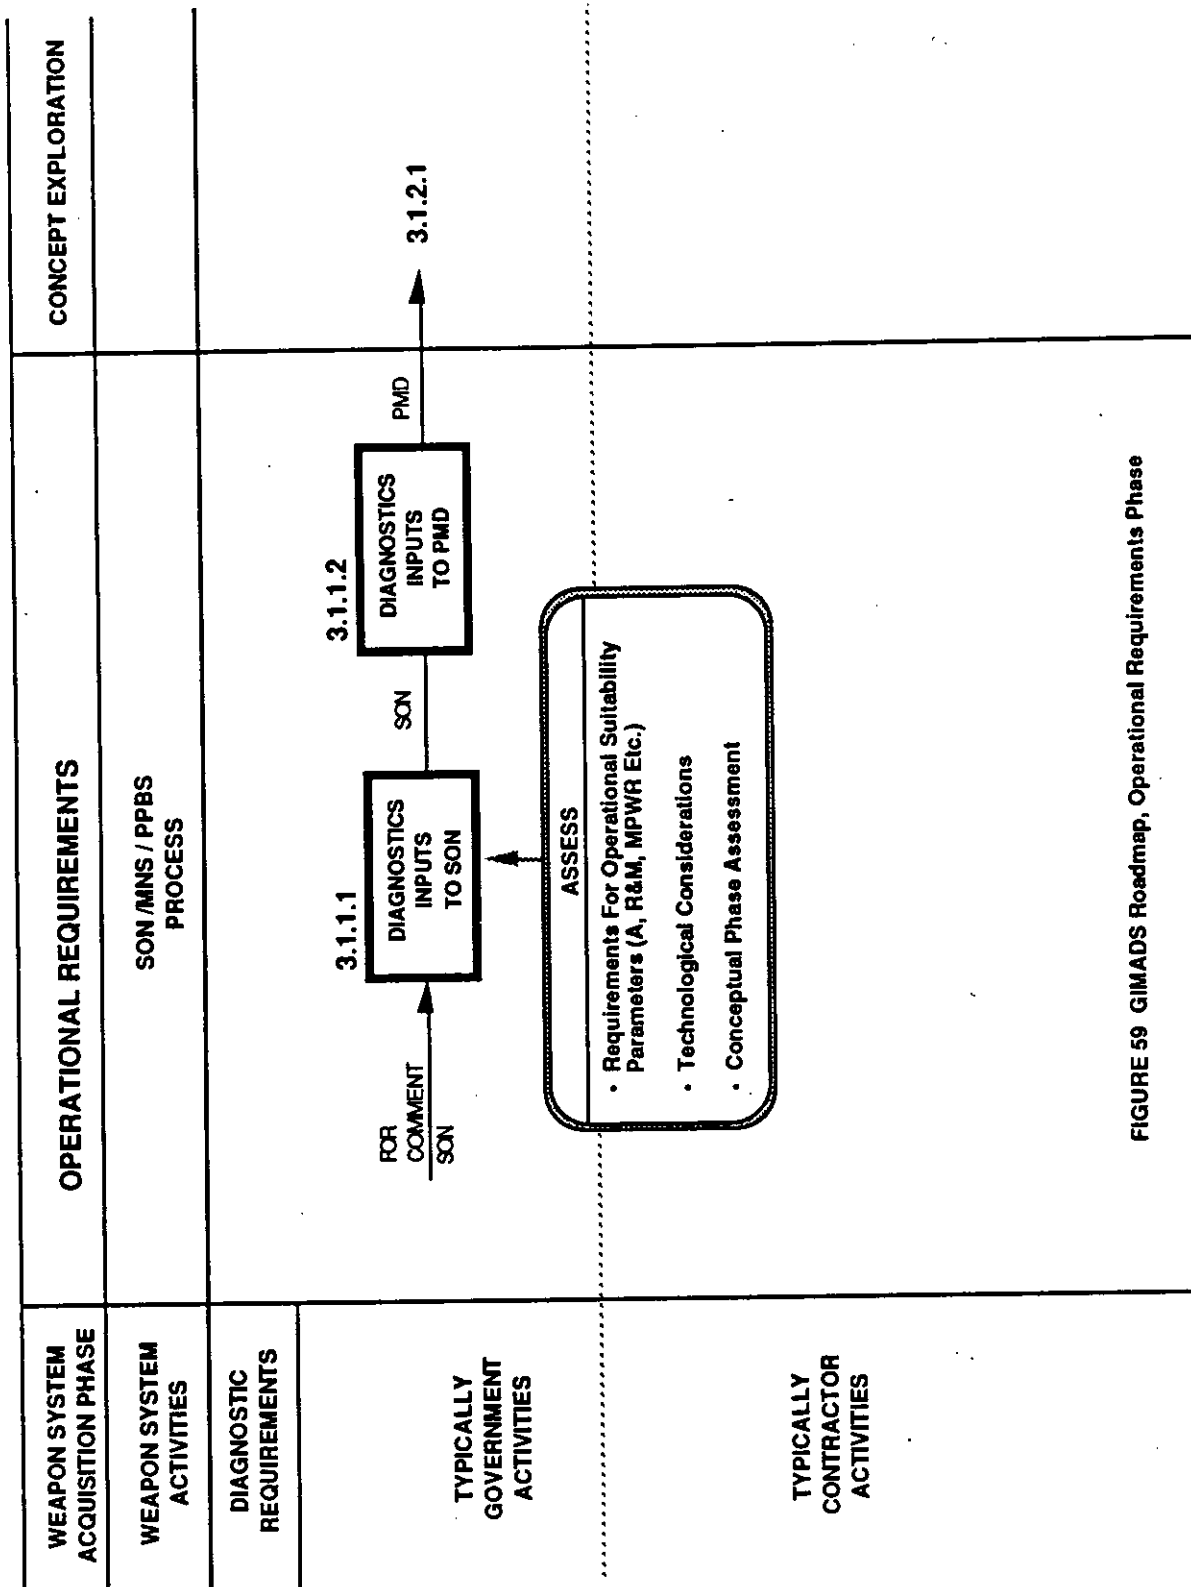 WEAPON SYSTEM
ACQUISITION PHASE
OPERATIONAL REQUIREMENTS
CONCEPT EXPLORATION
WEAPON SYSTEM
ACTIVITIES
SON /MNS / PPBS
PROCESS
DIAGNOSTIC
REQUIREMENTS
TYPICALLY
GOVERNMENT
ACTIVITIES
FOR
COMMENT
SON
3.1.1.1
DIAGNOSTICS
INPUTS
TO SON
SON
3.1.1.2
DIAGNOSTICS
INPUTS
TO PMD
PMD
3.1.2.1
ASSESS
• Requirements For Operational Suitability
Parameters (A, R&M, MPWR Etc.)
• Technological Considerations
• Conceptual Phase Assessment
TYPICALLY
CONTRACTOR
ACTIVITIES
FIGURE 59 GIMADS Roadmap, Operational Requirements Phase